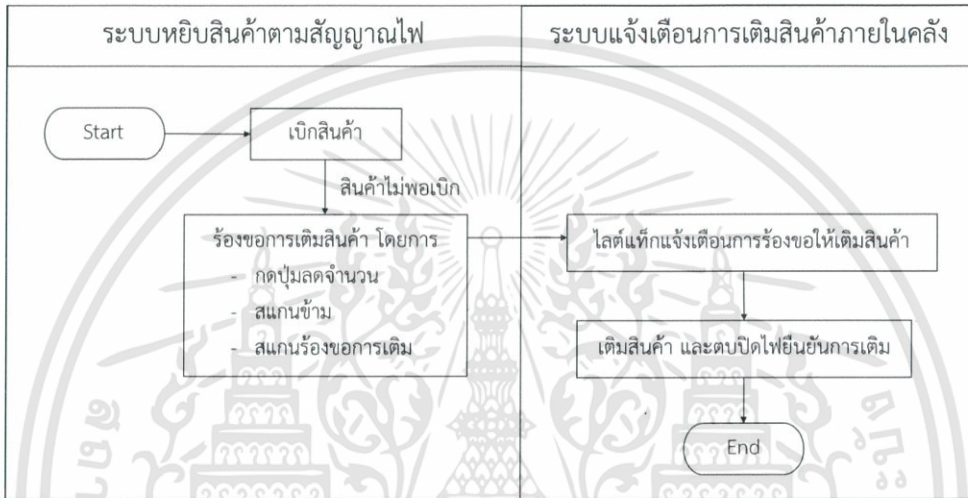 ระบบหยิบสินค้าตามสัญญาณไฟ
ระบบแจ้งเตือนการเติมสินค้าภายในคลัง
Start
เบิกสินค้า
สินค้าไม่พอเบิก
ร้องขอการเติมสินค้า โดยการ
- กดปุ่มลดจำนวน
- สแกนข้าม
- สแกนร้องขอการเติม
ไลต์แท็กแจ้งเตือนการร้องขอให้เติมสินค้า
เติมสินค้า และตบปิดไฟยืนยันการเติม
End